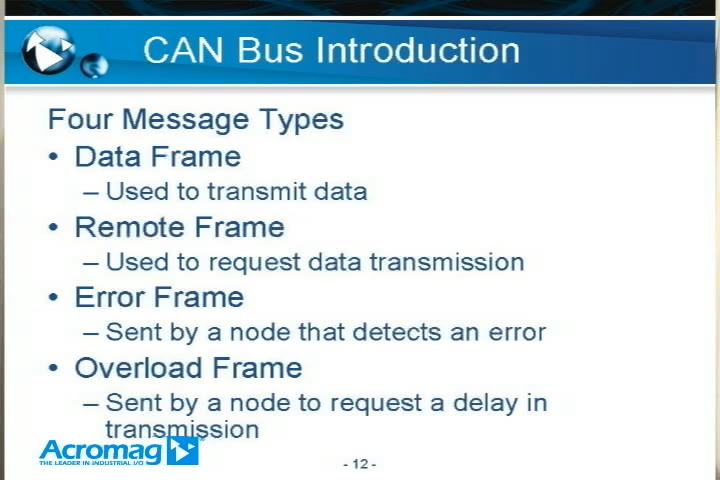 CAN Bus Introduction
Four Message Types
• Data Frame
– Used to transmit data
• Remote Frame
– Used to request data transmission
• Error Frame
– Sent by a node that detects an error
• Overload Frame
– Sent by a node to request a delay in
transmission
Acromag
THE LEADER IN INDUSTRIAL I/O
- 12 -